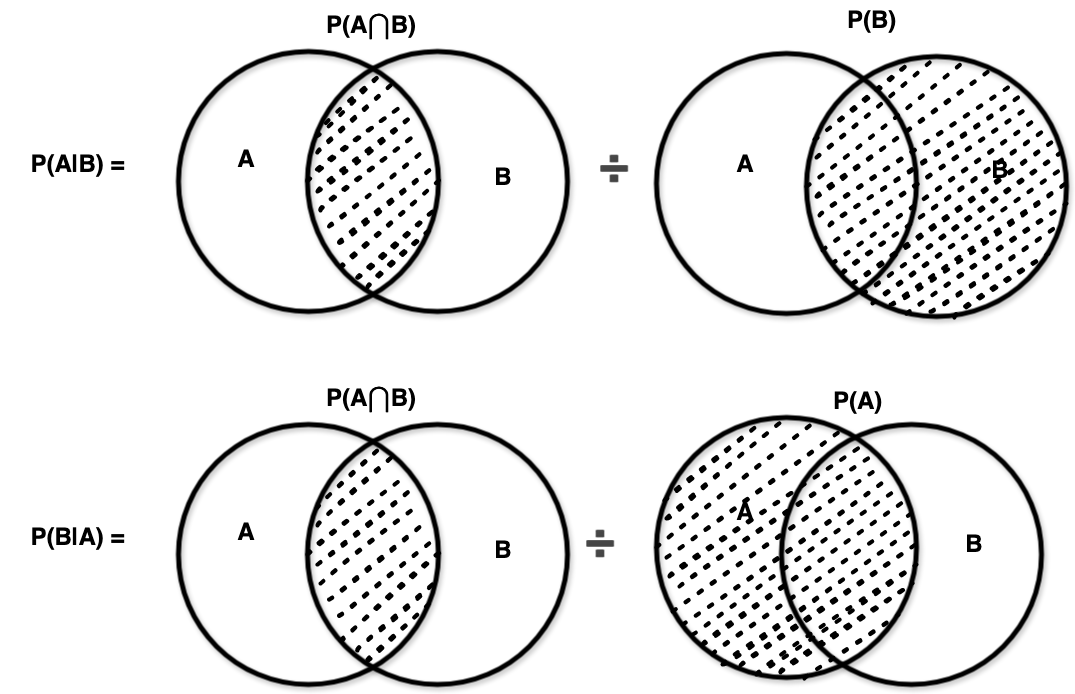 P(A⋂B)
P(B)
P(A|B) =
A
B
÷
A
B
P(A⋂B)
P(A)
P(B|A) =
A
B
÷
A
B